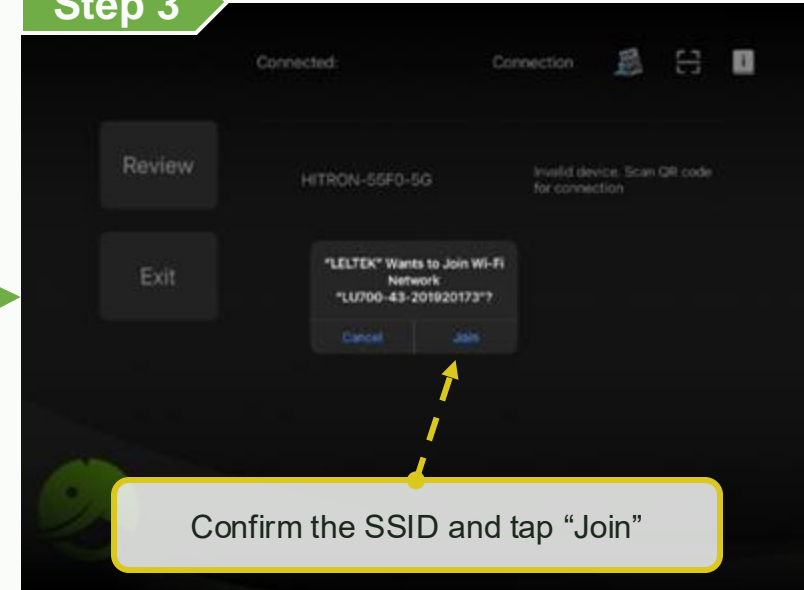 Step 3
Connected:
Connection
Review
HITRON-55F0-5G
Invalid device. Scan QR code
for connection
Exit
"LELTEK" Wants to Join Wi-Fi
Network
"LU700-43-201920173"?
Cancel
Join
Confirm the SSID and tap “Join”